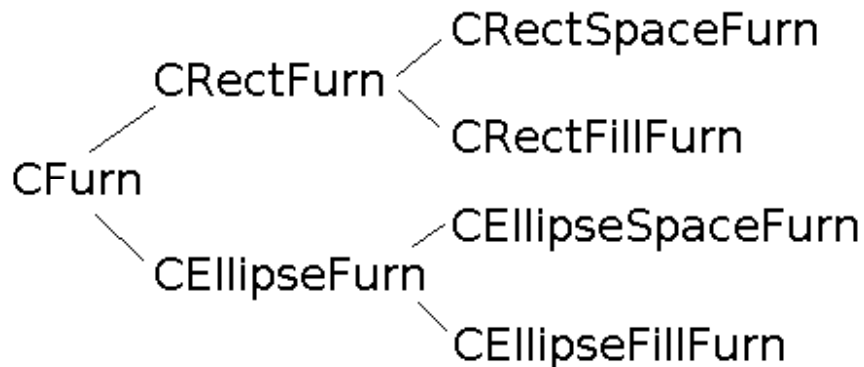 CRectSpaceFurn
CRectFurn
CRectFillFurn
CFurn
CEllipseSpaceFurn
CEllipseFurn
CEllipseFillFurn